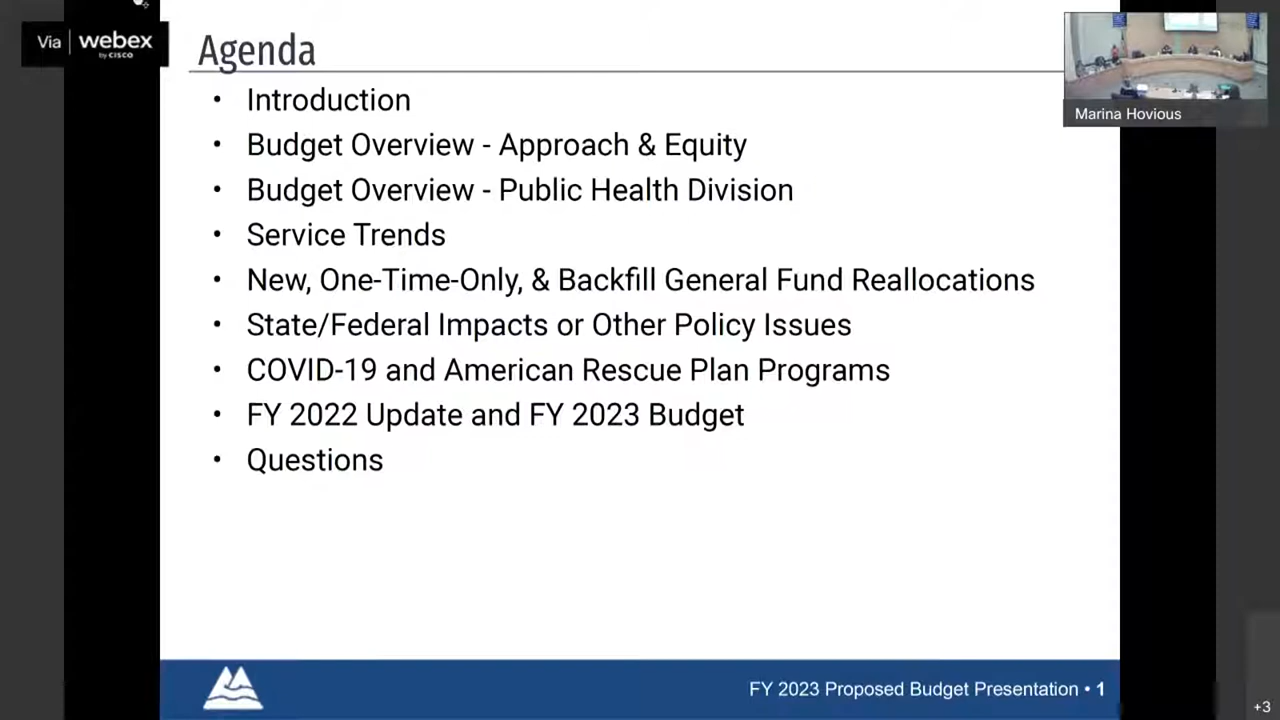 Via webex
by CISCO
Agenda
• Introduction
• Budget Overview - Approach & Equity
• Budget Overview - Public Health Division
• Service Trends
• New, One-Time-Only, & Backfill General Fund Reallocations
• State/Federal Impacts or Other Policy Issues
• COVID-19 and American Rescue Plan Programs
• FY 2022 Update and FY 2023 Budget
• Questions
Marina Hovious
FY 2023 Proposed Budget Presentation • 1
+3